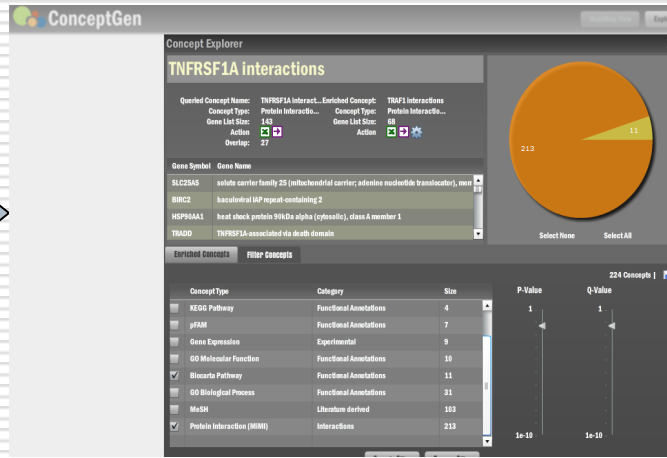 ConceptGen
Concept Explorer
TNFRSF1A interactions
Queried Concept Name: TNFRSF1A interact... Enriched Concept: TRAF1 interactions
Concept Type: Protein Interactio... Concept Type: Protein Interactio...
Gene List Size: 143 Gene List Size: 68
Action Action
Overlap: 27
Gene Symbol Gene Name
SLC25A5 solute carrier family 25 (mitochondrial carrier; adenine nucleotide translocator), mem
BIRC2 baculoviral IAP repeat-containing 2
HSP90AA1 heat shock protein 90kDa alpha (cytosolic), class A member 1
TRADD TNFRSF1A-associated via death domain
11
213
Select None Select All
Enriched Concepts Filter Concepts
224 Concepts |
Concept Type Category Size
P-Value Q-Value
KEGG Pathway Functional Annotations 4
1 1
pFAM Functional Annotations 7
Gene Expression Experimental 9
GO Molecular Function Functional Annotations 10
Biocarta Pathway Functional Annotations 11
GO Biological Process Functional Annotations 31
MeSH Literature derived 103
Protein Interaction (MiMI) Interactions 213
1e-10 1e-10